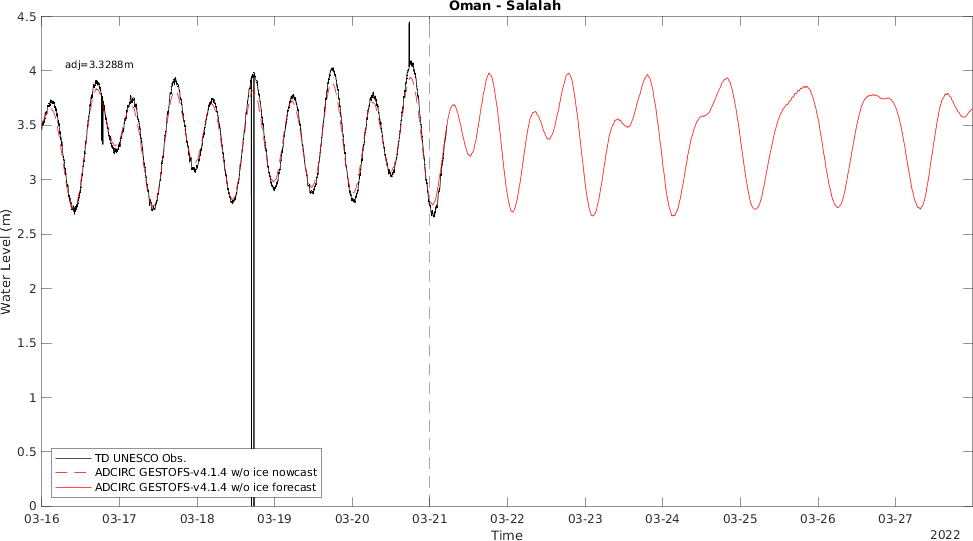 Oman - Salalah
4.5
adj=3.3288m
4
3.5
3
2.5
2
1.5
1
0.5
0
Water Level (m)
TD UNESCO Obs.
ADCIRC GESTOFS-v4.1.4 w/o ice nowcast
ADCIRC GESTOFS-v4.1.4 w/o ice forecast
03-16 03-17 03-18 03-19 03-20 03-21 03-22 03-23 03-24 03-25 03-26 03-27
Time
2022